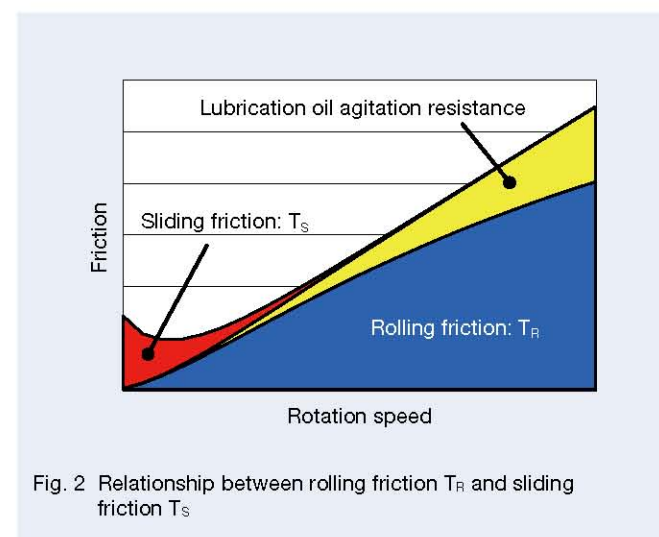 Lubrication oil agitation resistance
Sliding friction: TS
Friction
Rolling friction: TR
Rotation speed
Fig. 2 Relationship between rolling friction TR and sliding
friction TS